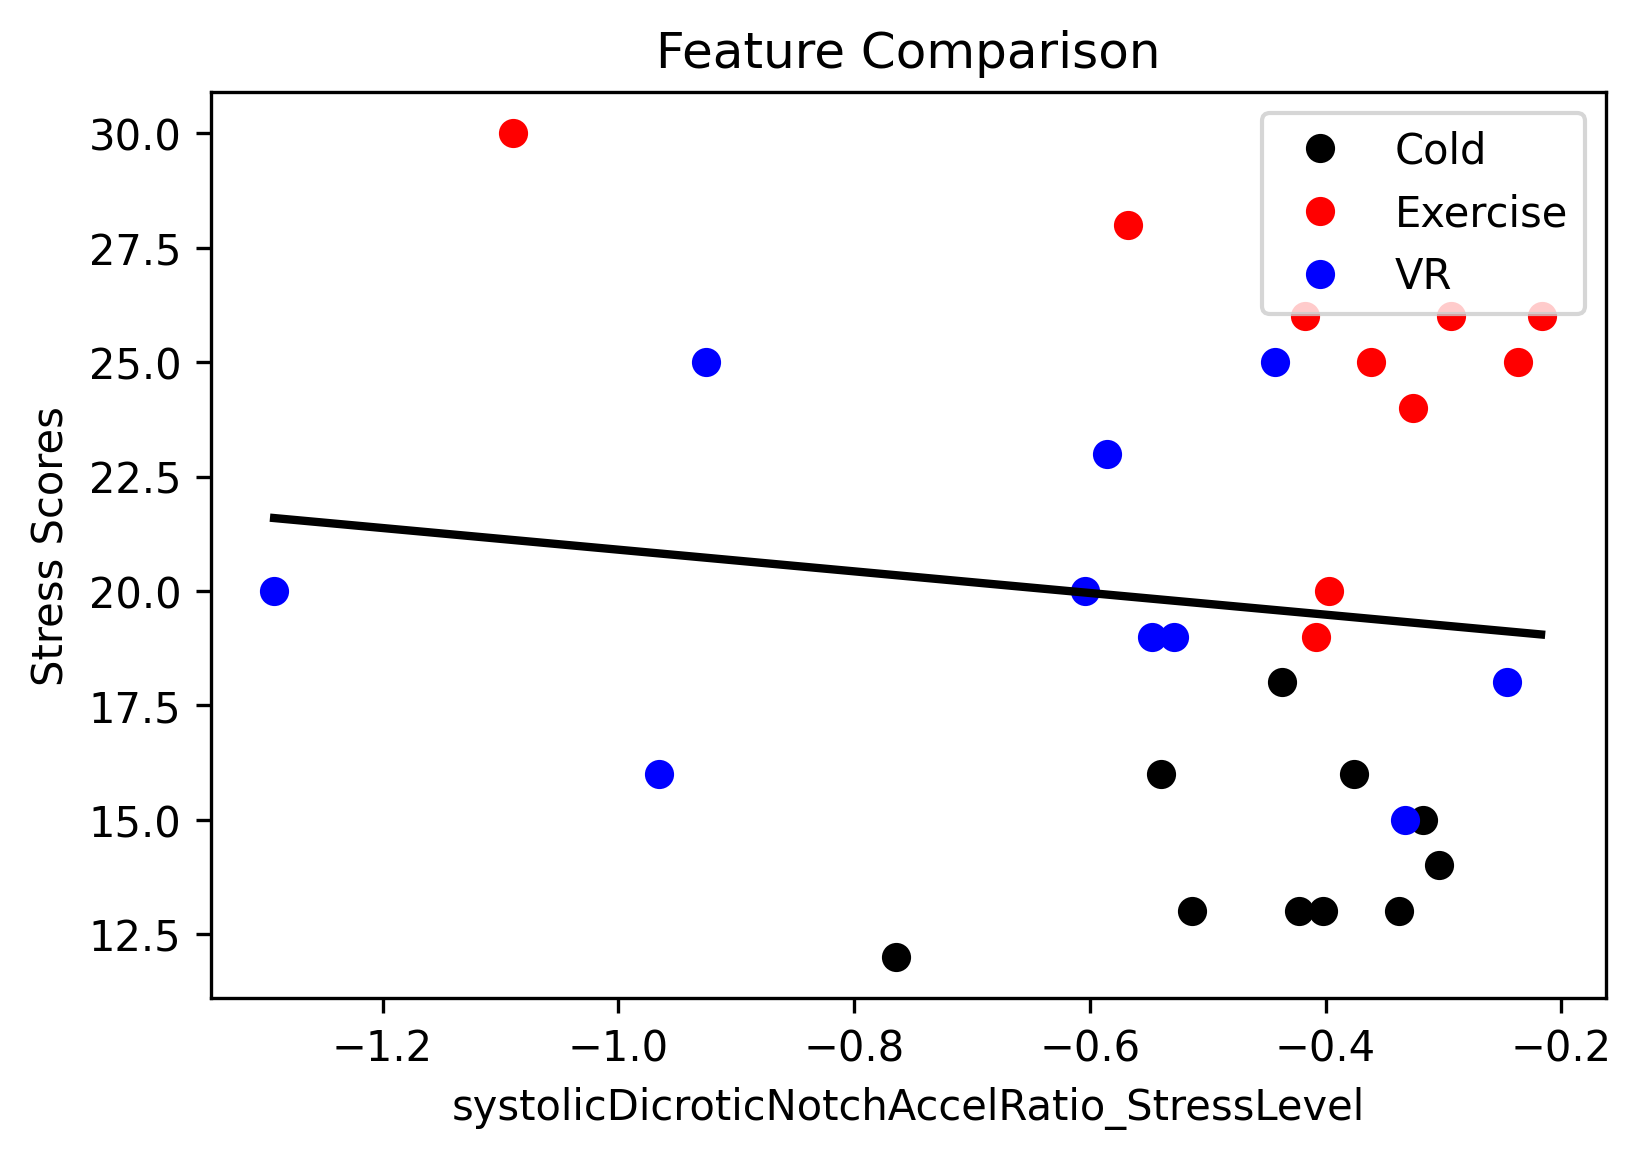 Feature Comparison
30.0
27.5
25.0
22.5
20.0
17.5
15.0
12.5
Stress Scores
Cold
Exercise
VR
−1.2 −1.0 −0.8 −0.6 −0.4 −0.2
systolicDicroticNotchAccelRatio_StressLevel